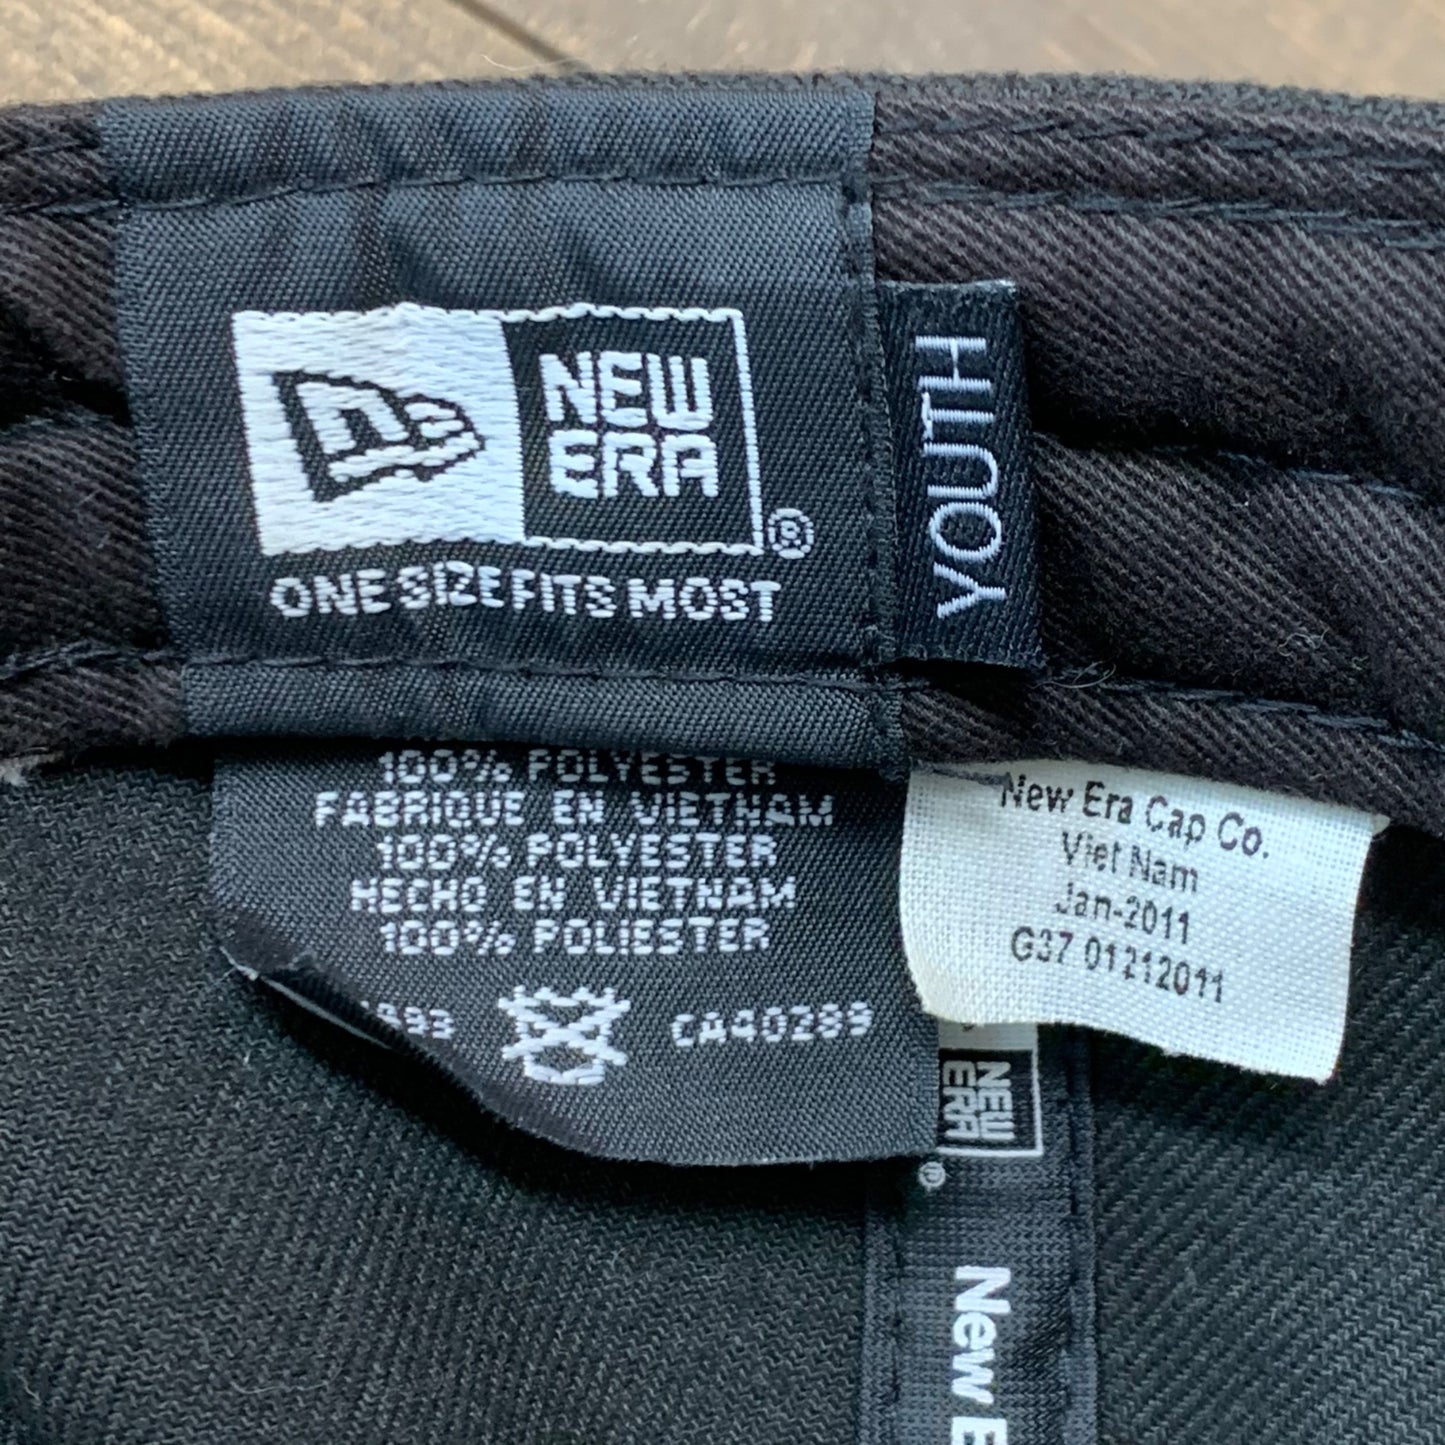 NEW
ERA
®
ONE SIZE FITS MOST
YOUTH
100% POLYESTER
FABRIQUE EN VIETNAM
100% POLYESTER
HECHO EN VIETNAM
100% POLIESTER
CA40289
New Era Cap Co.
Viet Nam
Jan-2011
G37 01212011
NEW
ERA
®
New